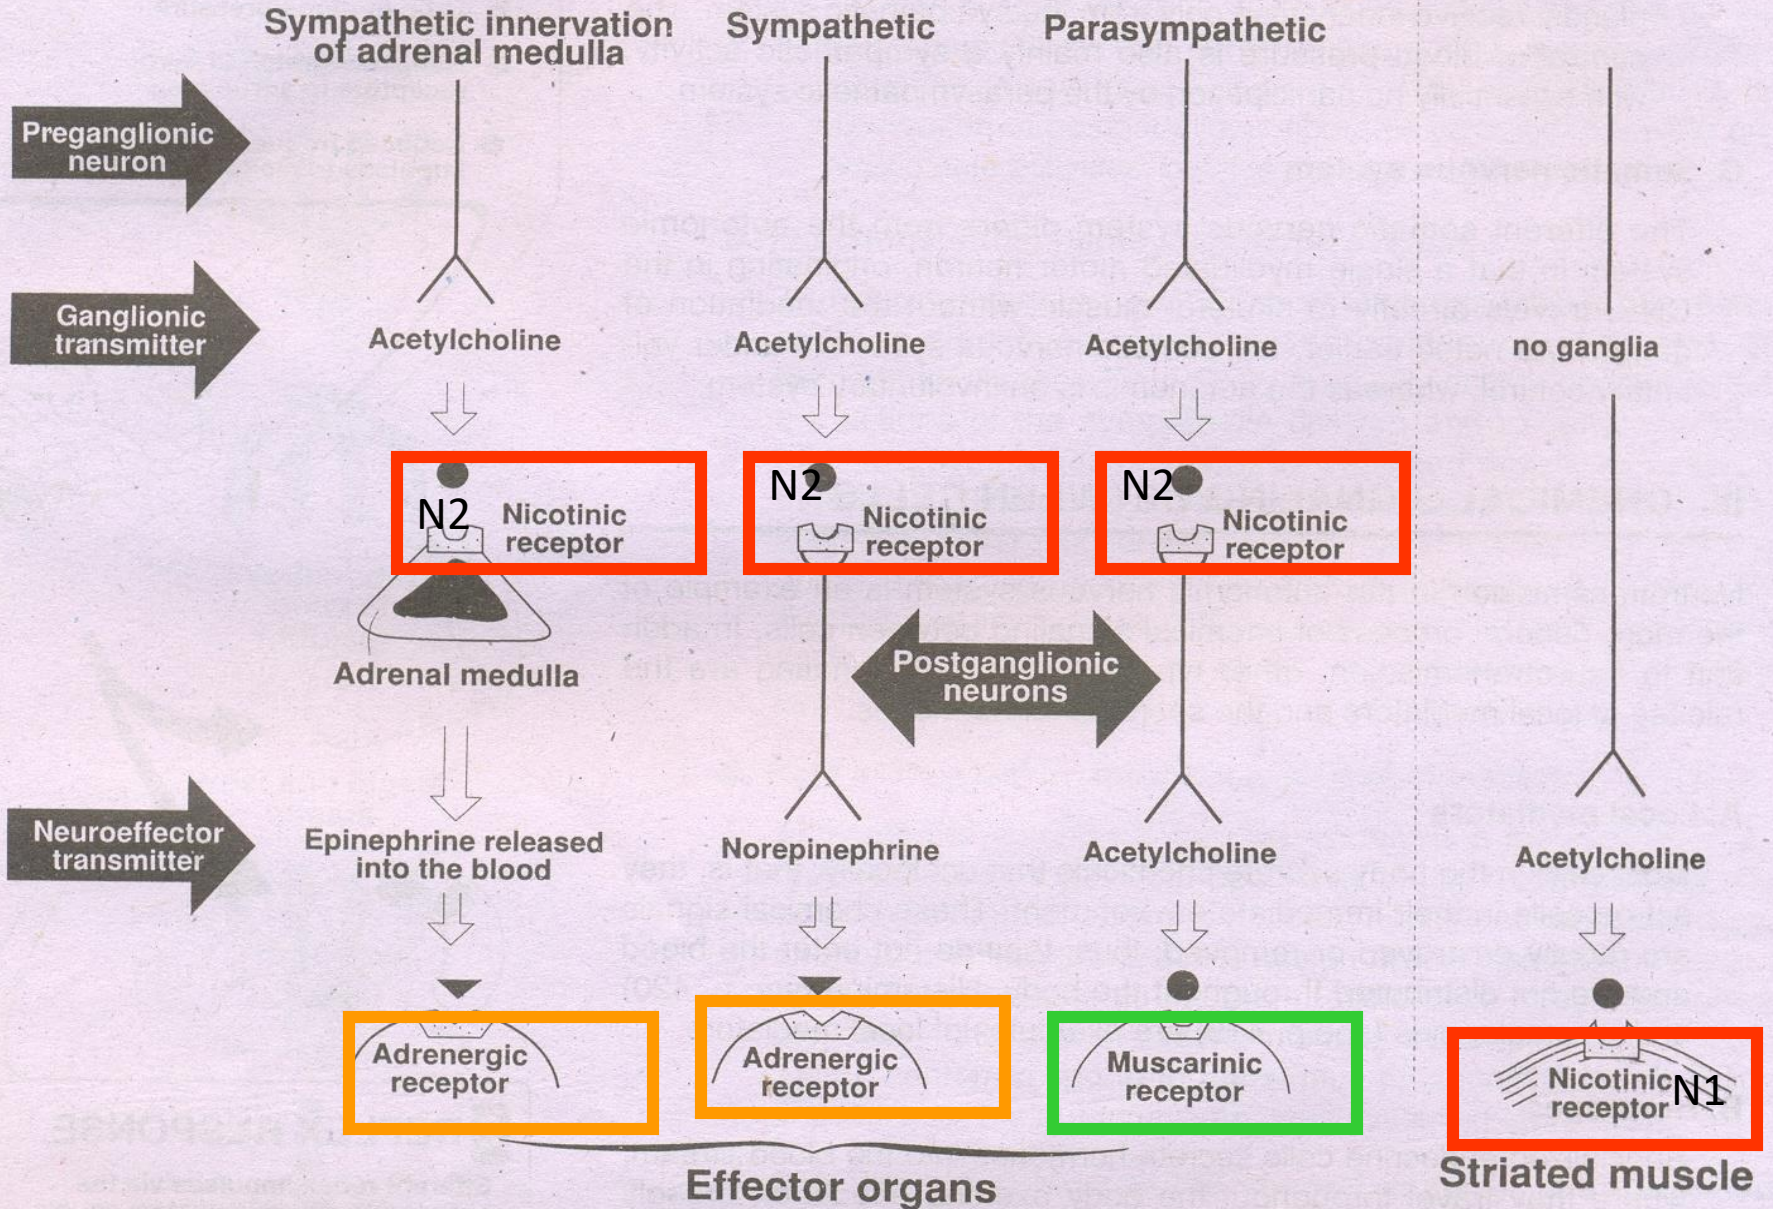 Sympathetic innervation
of adrenal medulla
Sympathetic
Parasympathetic
Preganglionic
neuron
Ganglionic
transmitter
Acetylcholine
Acetylcholine
Acetylcholine
no ganglia
N2
Nicotinic
receptor
N2
Nicotinic
receptor
N2
Nicotinic
receptor
Adrenal medulla
Postganglionic
neurons
Neuroeffector
transmitter
Epinephrine released
into the blood
Norepinephrine
Acetylcholine
Acetylcholine
Adrenergic
receptor
Adrenergic
receptor
Muscarinic
receptor
Nicotinic
receptor
N1
Effector organs
Striated muscle